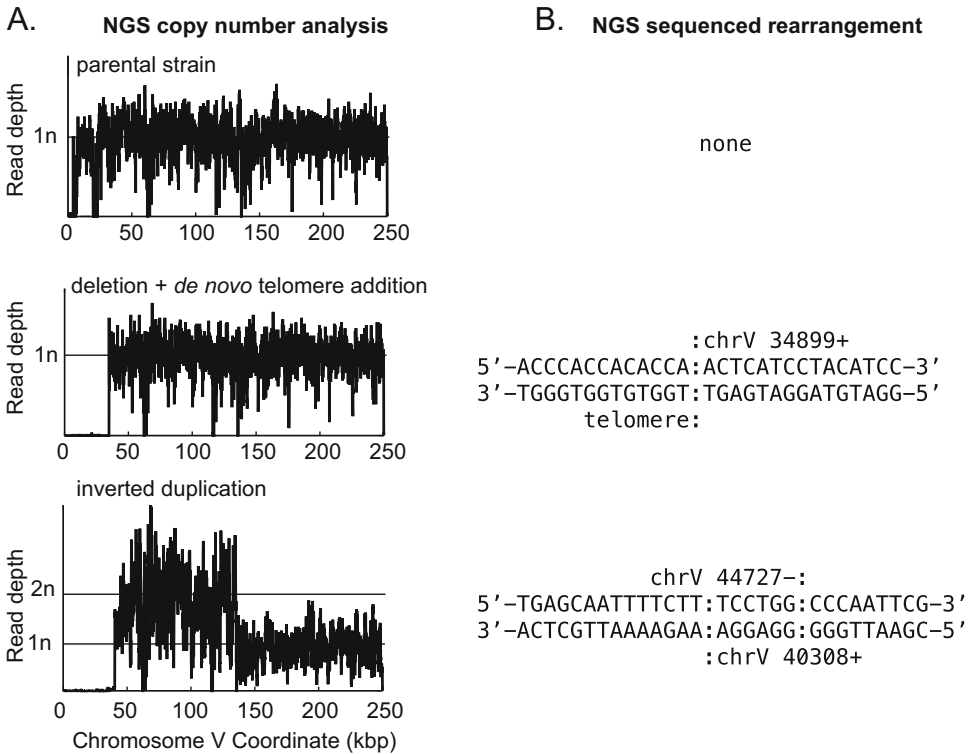 A. NGS copy number analysis
parental strain
Read depth
1n
0 50 100 150 200 250
deletion + de novo telomere addition
Read depth
1n
0 50 100 150 200 250
inverted duplication
Read depth
2n
1n
0 50 100 150 200 250
Chromosome V Coordinate (kbp)
B. NGS sequenced rearrangement
none
:chrV 34899+
5’–ACCCACCACACCA:ACTCATCCTACATCC–3’
3’–TGGGTGGTGTGGT:TGAGTAGGATGTAGG–5’
telomere:
chrV 44727–:
5’–TGAGCAATTTTCTT:TCCTGG:CCCAATTCG–3’
3’–ACTCGTTAAAAGAA:AGGAGG:GGGTTAAGC–5’
:chrV 40308+